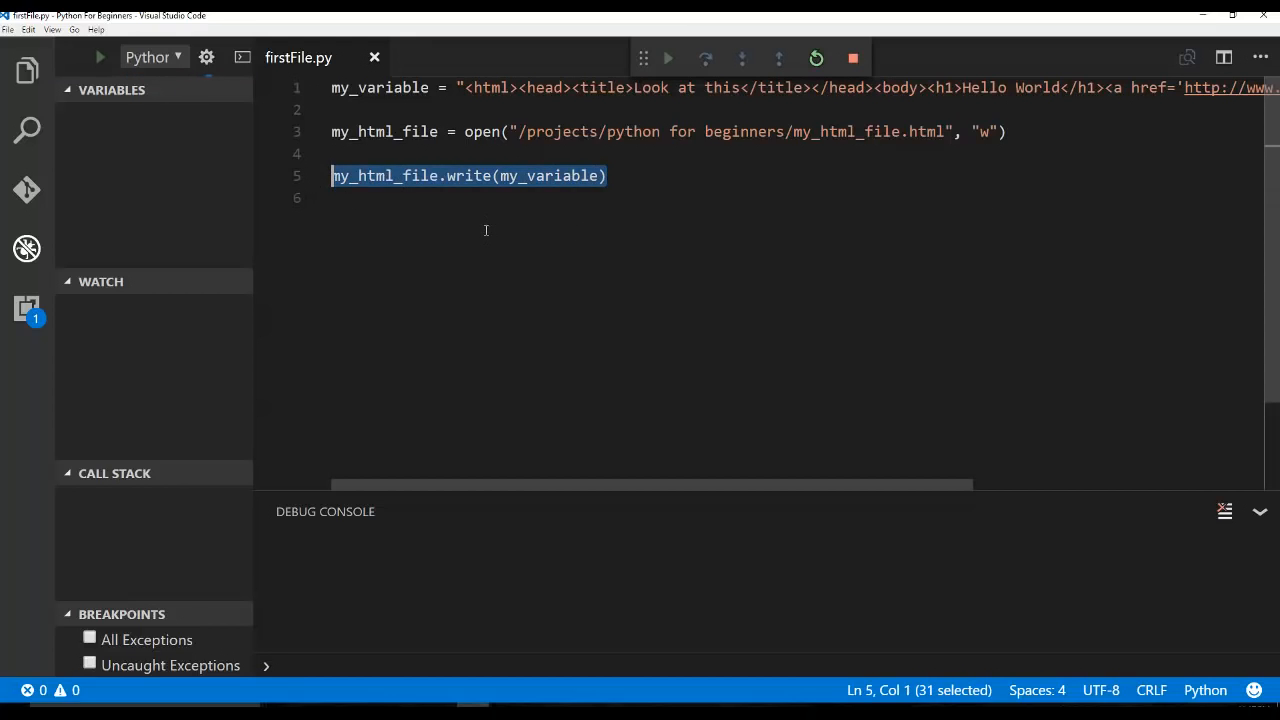 firstFile.py - Python For Beginners - Visual Studio Code
File Edit View Go Help
Python
firstFile.py
VARIABLES
1 my_variable = "<html><head><title>Look at this</title></head><body><h1>Hello World</h1><a href='http://www.
2
3 my_html_file = open("/projects/python for beginners/my_html_file.html", "w")
4
5 my_html_file.write(my_variable)
6
WATCH
CALL STACK
DEBUG CONSOLE
BREAKPOINTS
All Exceptions
Uncaught Exceptions
1
0 0
Ln 5, Col 1 (31 selected) Spaces: 4 UTF-8 CRLF Python